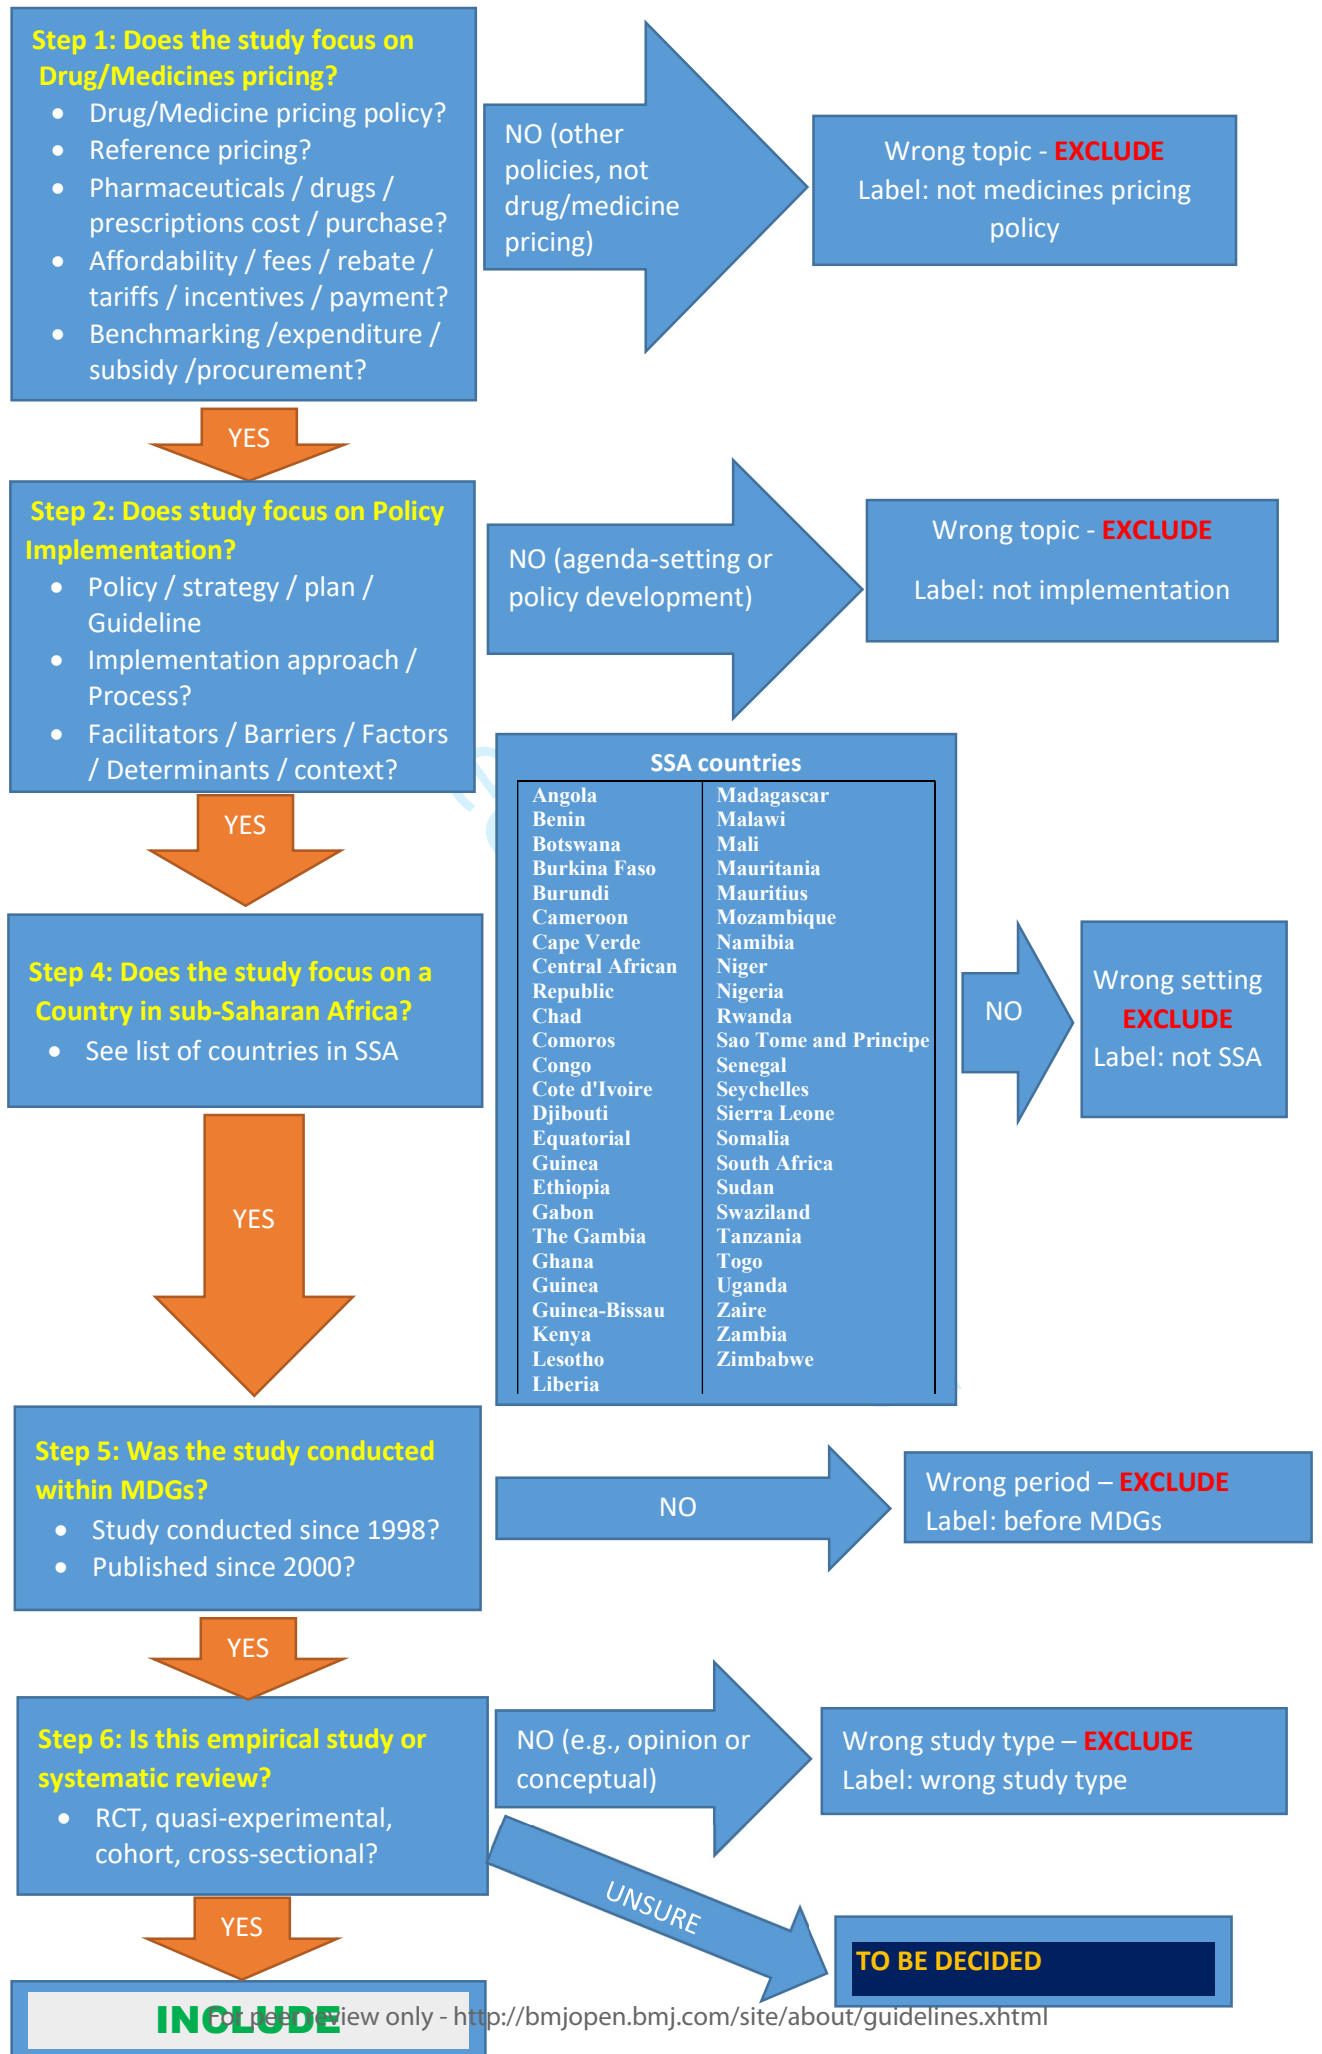 Step 1: Does the study focus on
Drug/Medicines pricing?
• Drug/Medicine pricing policy?
• Reference pricing?
• Pharmaceuticals / drugs /
prescriptions cost / purchase?
• Affordability / fees / rebate /
tariffs / incentives / payment?
• Benchmarking /expenditure /
subsidy /procurement?
NO (other
policies, not
drug/medicine
pricing)
Wrong topic - EXCLUDE
Label: not medicines pricing
policy
YES
Step 2: Does study focus on Policy
Implementation?
• Policy / strategy / plan /
Guideline
• Implementation approach /
Process?
• Facilitators / Barriers / Factors
/ Determinants / context?
NO (agenda-setting or
policy development)
Wrong topic - EXCLUDE
Label: not implementation
YES
Step 4: Does the study focus on a
Country in sub-Saharan Africa?
• See list of countries in SSA
SSA countries
Angola
Benin
Botswana
Burkina Faso
Burundi
Cameroon
Cape Verde
Central African
Republic
Chad
Comoros
Congo
Cote d'Ivoire
Djibouti
Equatorial
Guinea
Ethiopia
Gabon
The Gambia
Ghana
Guinea
Guinea-Bissau
Kenya
Lesotho
Liberia
Madagascar
Malawi
Mali
Mauritania
Mauritius
Mozambique
Namibia
Niger
Nigeria
Rwanda
Sao Tome and Principe
Senegal
Seychelles
Sierra Leone
Somalia
South Africa
Sudan
Swaziland
Tanzania
Togo
Uganda
Zaire
Zambia
Zimbabwe
NO
Wrong setting
EXCLUDE
Label: not SSA
YES
Step 5: Was the study conducted
within MDGs?
• Study conducted since 1998?
• Published since 2000?
NO
Wrong period – EXCLUDE
Label: before MDGs
YES
Step 6: Is this empirical study or
systematic review?
• RCT, quasi-experimental,
cohort, cross-sectional?
NO (e.g., opinion or
conceptual)
Wrong study type – EXCLUDE
Label: wrong study type
UNSURE
TO BE DECIDED
YES
INCLUDE
For peer review only - http://bmjopen.bmj.com/site/about/guidelines.xhtml